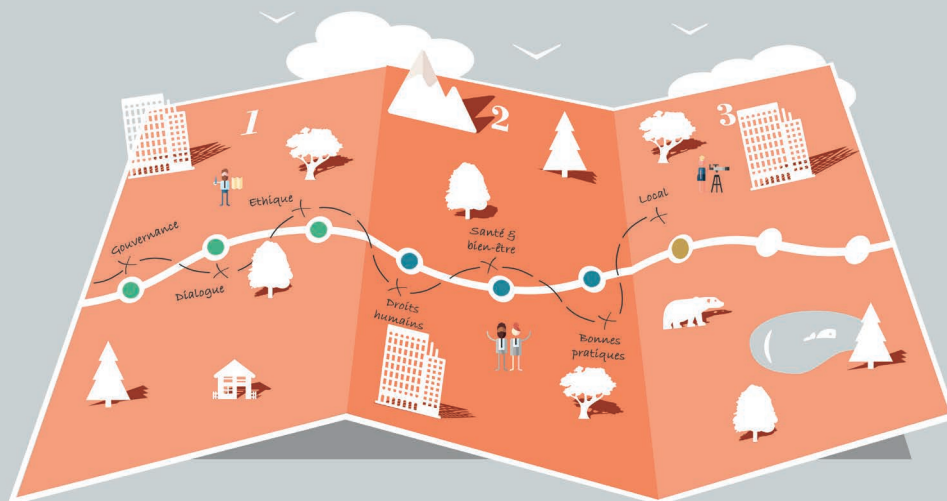 1
2
3
Gouvernance
Dialogue
Ethique
Droits
humains
Santé &
bien-être
Bonnes
pratiques
Local